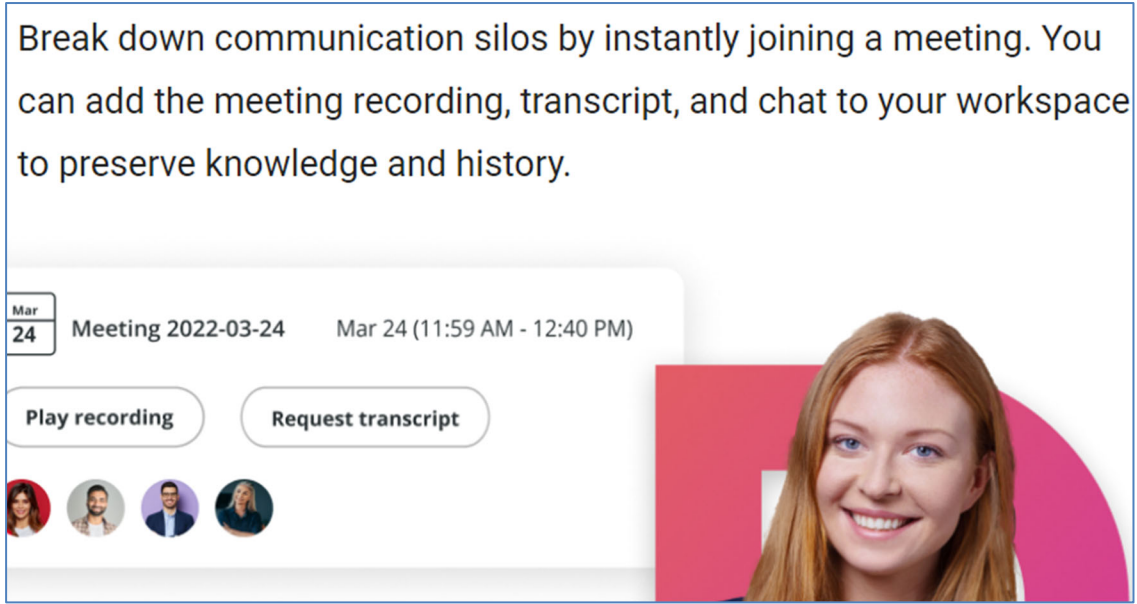 Break down communication silos by instantly joining a meeting. You
can add the meeting recording, transcript, and chat to your workspace
to preserve knowledge and history.
Mar
24
Meeting 2022-03-24
Mar 24 (11:59 AM - 12:40 PM)
Play recording
Request transcript